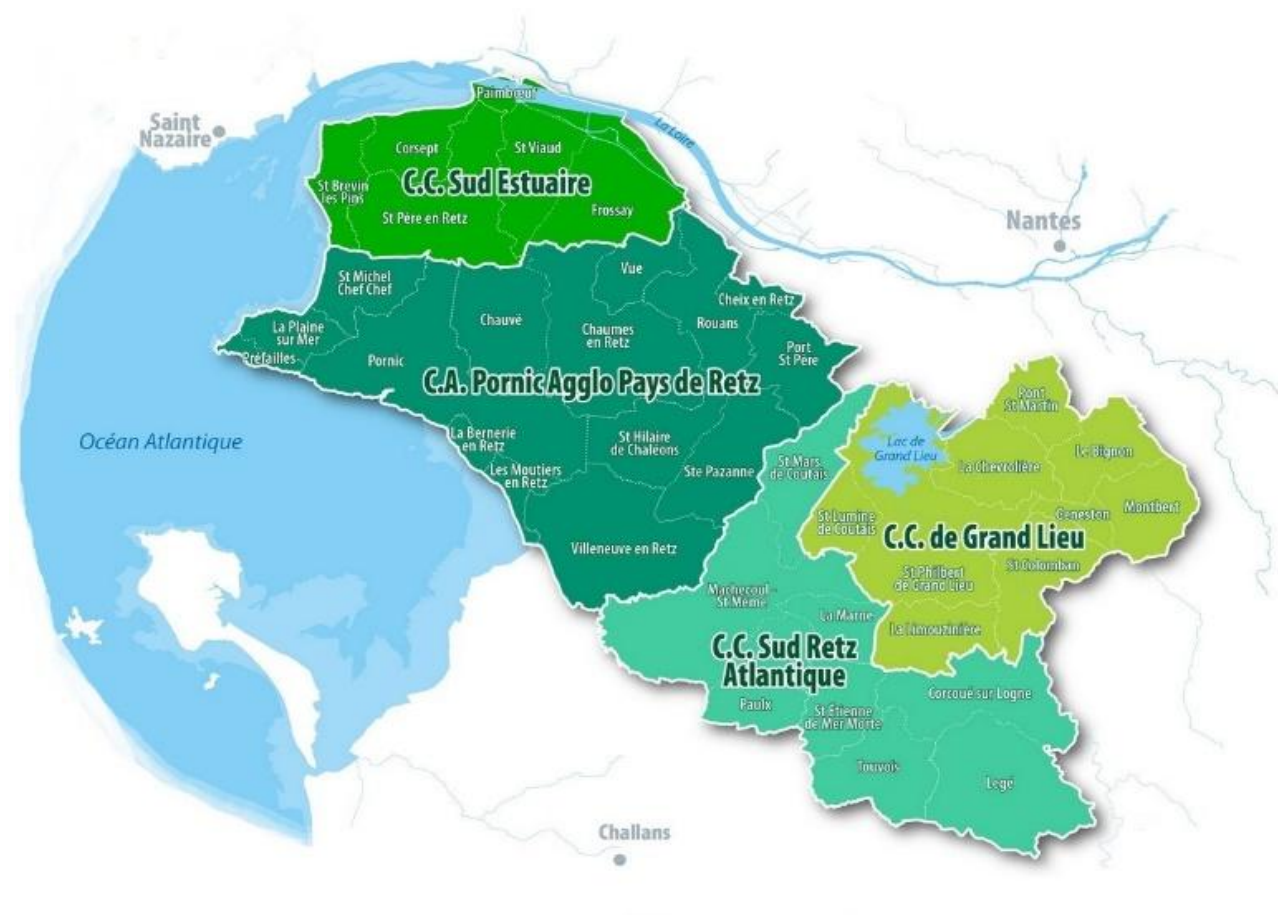 Saint
Nazaire
Paimbœuf
La Loire
Corsept
St Viaud
C.C. Sud Estuaire
St Brevin
les Pins
St Père en Retz
Frossay
Nantes
St Michel
Chef Chef
Vue
Cheix en Retz
Chauvé
Chaumes
en Retz
Rouans
La Plaine
sur Mer
Préfailles
Pornic
Port
St Père
C.A. Pornic Agglo Pays de Retz
Océan Atlantique
La Bernerie
en Retz
St Hilaire
de Chaléons
Les Moutiers
en Retz
Ste Pazanne
Villeneuve en Retz
Pont
St Martin
Lac de
Grand Lieu
Le Bignon
La Chevrolière
St Mars
de Coutais
Montbert
Geneston
St Lumine
de Coutais
C.C. de Grand Lieu
St Colomban
St Philbert
de Grand Lieu
La Limouzinière
Machecoul -
St Même
La Marne
C.C. Sud Retz
Atlantique
Corcoué sur Logne
Paulx
St Étienne
de Mer Morte
Touvois
Legé
Challans